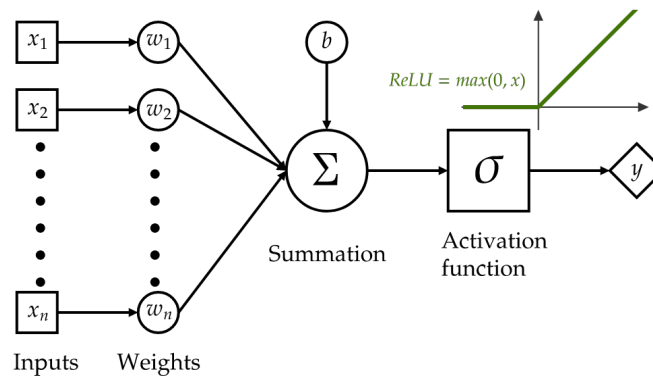 x₁
w₁
b
ReLU = max(0, x)
x₂
w₂
Σ
σ
y
Summation
Activation
function
xₙ
wₙ
Inputs
Weights